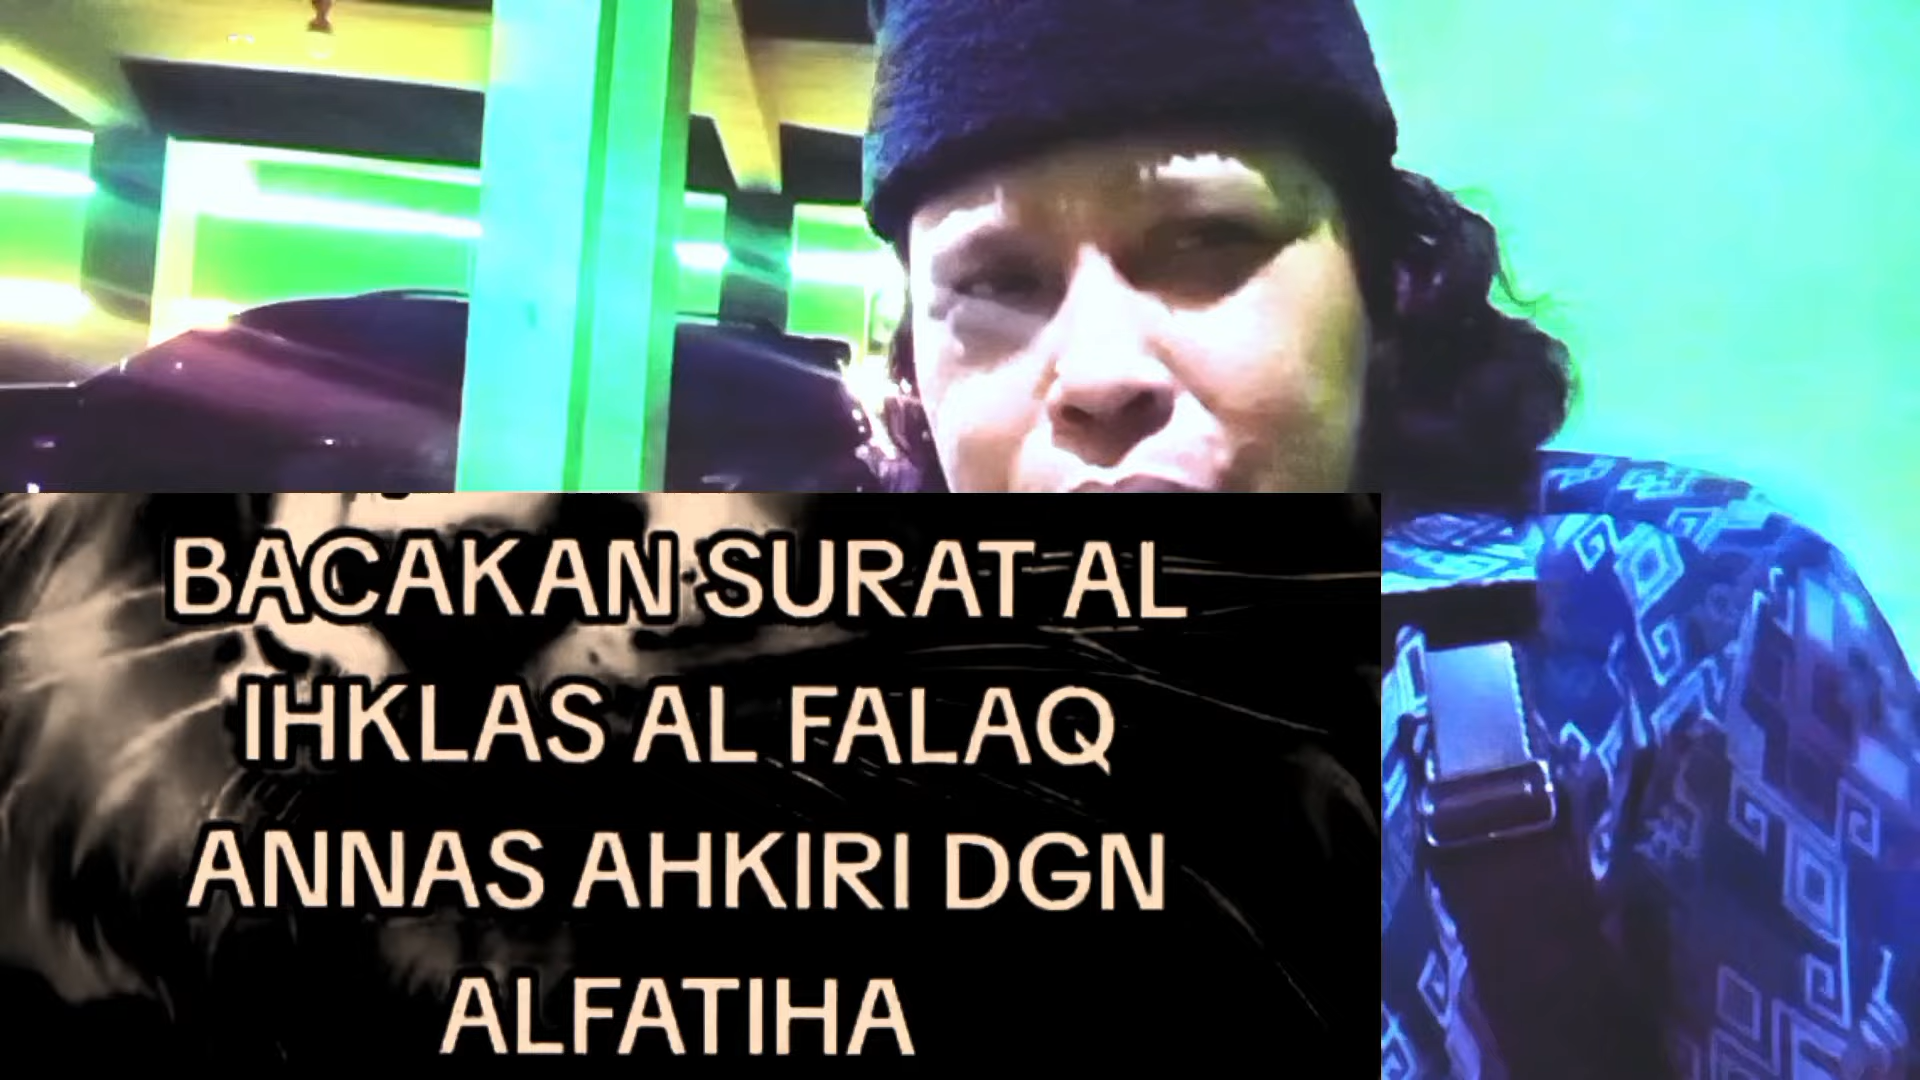 BACAKAN SURAT AL
IHKLAS AL FALAQ
ANNAS AHKIRI DGN
ALFATIHA